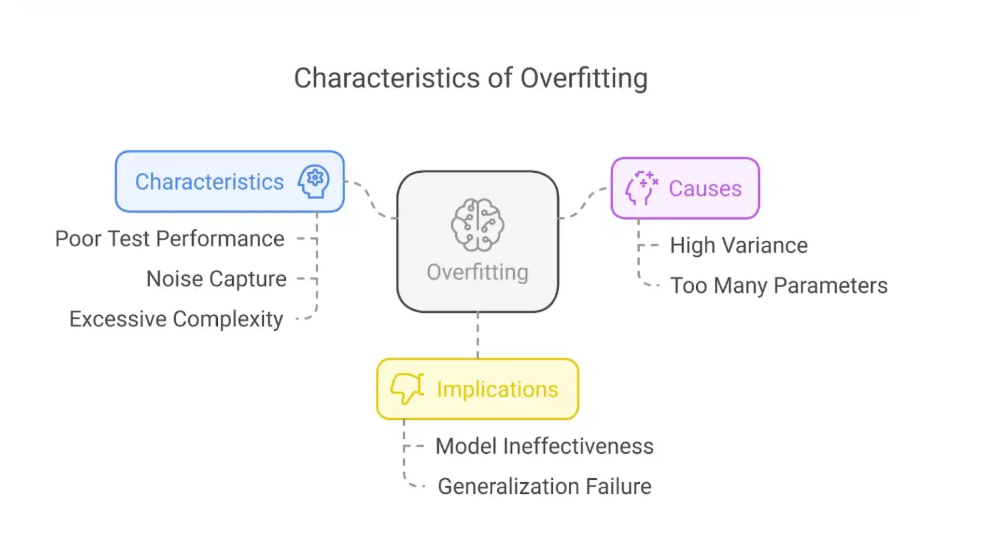 Characteristics of Overfitting
Characteristics
Poor Test Performance
Noise Capture
Excessive Complexity
Overfitting
Causes
High Variance
Too Many Parameters
Implications
Model Ineffectiveness
Generalization Failure